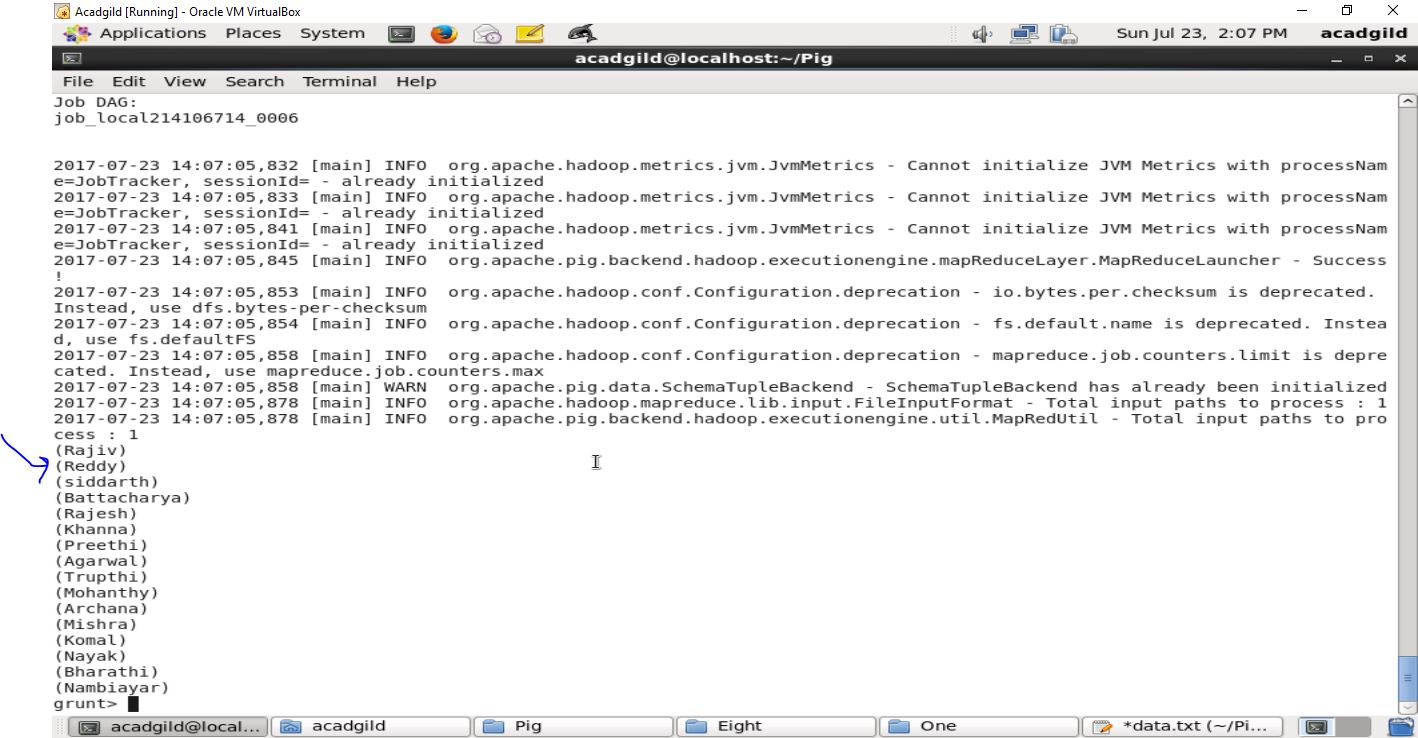 Acadgild [Running] - Oracle VM VirtualBox
Applications Places System Sun Jul 23, 2:07 PM acadgild
acadgild@localhost:~/Pig
File Edit View Search Terminal Help
Job DAG:
job_local214106714_0006
2017-07-23 14:07:05,832 [main] INFO  org.apache.hadoop.metrics.jvm.JvmMetrics - Cannot initialize JVM Metrics with processNam
e=JobTracker, sessionId= - already initialized
2017-07-23 14:07:05,833 [main] INFO  org.apache.hadoop.metrics.jvm.JvmMetrics - Cannot initialize JVM Metrics with processNam
e=JobTracker, sessionId= - already initialized
2017-07-23 14:07:05,841 [main] INFO  org.apache.hadoop.metrics.jvm.JvmMetrics - Cannot initialize JVM Metrics with processNam
e=JobTracker, sessionId= - already initialized
2017-07-23 14:07:05,845 [main] INFO  org.apache.pig.backend.hadoop.executionengine.mapReduceLayer.MapReduceLauncher - Success
!
2017-07-23 14:07:05,853 [main] INFO  org.apache.hadoop.conf.Configuration.deprecation - io.bytes.per.checksum is deprecated.
Instead, use dfs.bytes-per-checksum
2017-07-23 14:07:05,854 [main] INFO  org.apache.hadoop.conf.Configuration.deprecation - fs.default.name is deprecated. Instea
d, use fs.defaultFS
2017-07-23 14:07:05,858 [main] INFO  org.apache.hadoop.conf.Configuration.deprecation - mapreduce.job.counters.limit is depre
cated. Instead, use mapreduce.job.counters.max
2017-07-23 14:07:05,858 [main] WARN  org.apache.pig.data.SchemaTupleBackend - SchemaTupleBackend has already been initialized
2017-07-23 14:07:05,878 [main] INFO  org.apache.hadoop.mapreduce.lib.input.FileInputFormat - Total input paths to process : 1
2017-07-23 14:07:05,878 [main] INFO  org.apache.pig.backend.hadoop.executionengine.util.MapRedUtil - Total input paths to pro
cess : 1
(Rajiv)
(Reddy)
(siddarth)
(Battacharya)
(Rajesh)
(Khanna)
(Preethi)
(Agarwal)
(Trupthi)
(Mohanthy)
(Archana)
(Mishra)
(Komal)
(Nayak)
(Bharathi)
(Nambiayar)
grunt>
acadgild@local... acadgild Pig Eight One *data.txt (~/Pi...